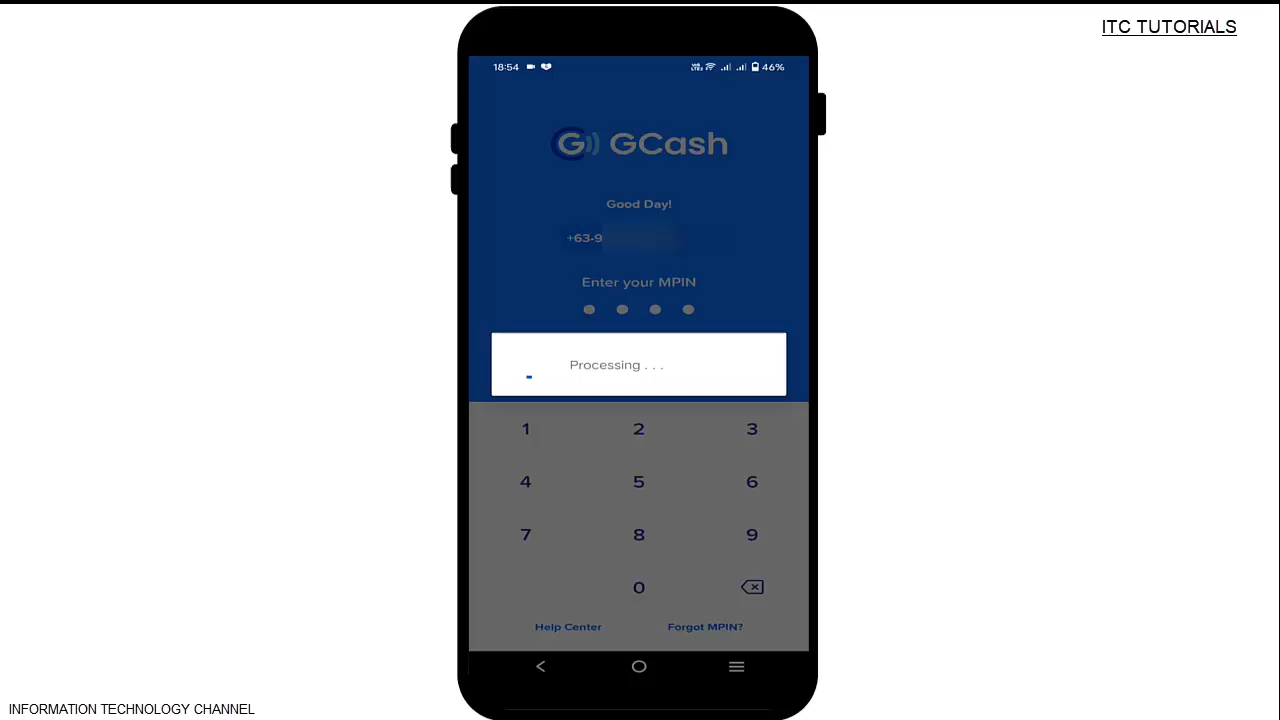 ITC TUTORIALS
18:54
46%
G GCash
Good Day!
+63-9
Enter your MPIN
Processing . . .
1 2 3
4 5 6
7 8 9
0
Help Center Forgot MPIN?
INFORMATION TECHNOLOGY CHANNEL